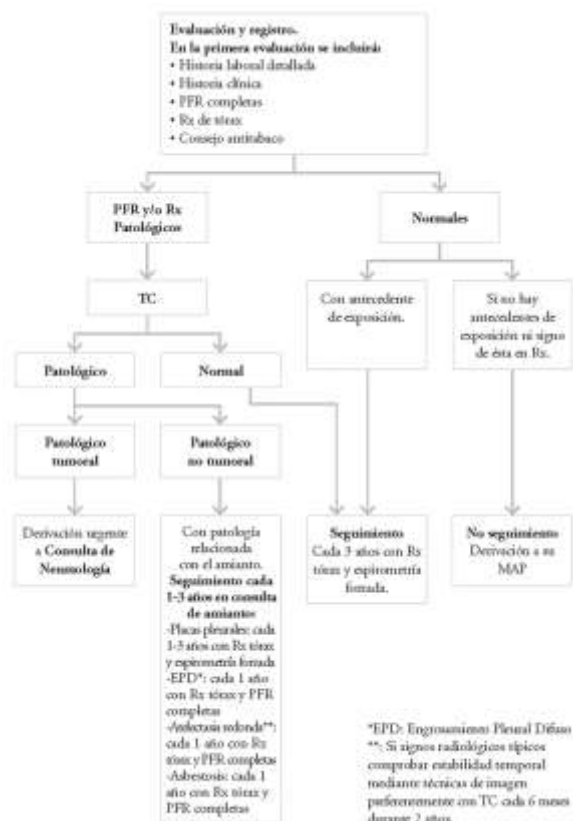 Evaluación y registro.
En la primera evaluación se incluirá:
• Historia laboral detallada
• Historia clínica
• PFR completas
• Rx de tórax
• Consejo antitabaco
PFR y/o Rx
Patológicos
Normales
TC
Con antecedente
de exposición.
Si no hay
antecedentes de
exposición ni signo
de ésta en Rx.
Patológico
Normal
Patológico
tumoral
Patológico
no tumoral
Derivación urgente
a Consulta de
Neumología
Con patología
relacionada
con el amianto.
Seguimiento cada
1-3 años en consulta
de amiantos
-Placas pleurales: cada
1-3 años con Rx tórax
y espirometría forzada
-EPD*: cada 1 año
con Rx tórax y PFR
completas
-Atelectasia redonda**:
cada 1 año con Rx
tórax y PFR completas
-Asbestosis: cada 1
año con Rx tórax y
PFR completas
Seguimiento
Cada 3 años con Rx
tórax y espirometría
forzada.
No seguimiento
Derivación a su
MAP
*EPD: Engrosamiento Pleural Difuso
**: Si signos radiológicos típicos
comprobar estabilidad temporal
mediante técnicas de imagen
preferentemente con TC cada 6 meses
durante 2 años